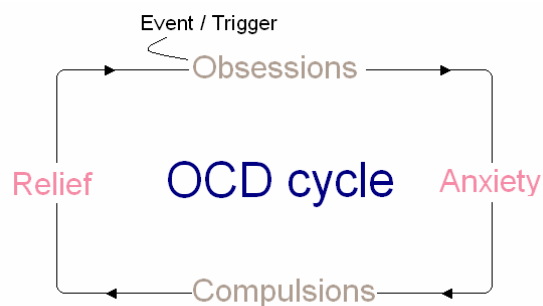 Event / Trigger
Obsessions
Relief
OCD cycle
Anxiety
Compulsions